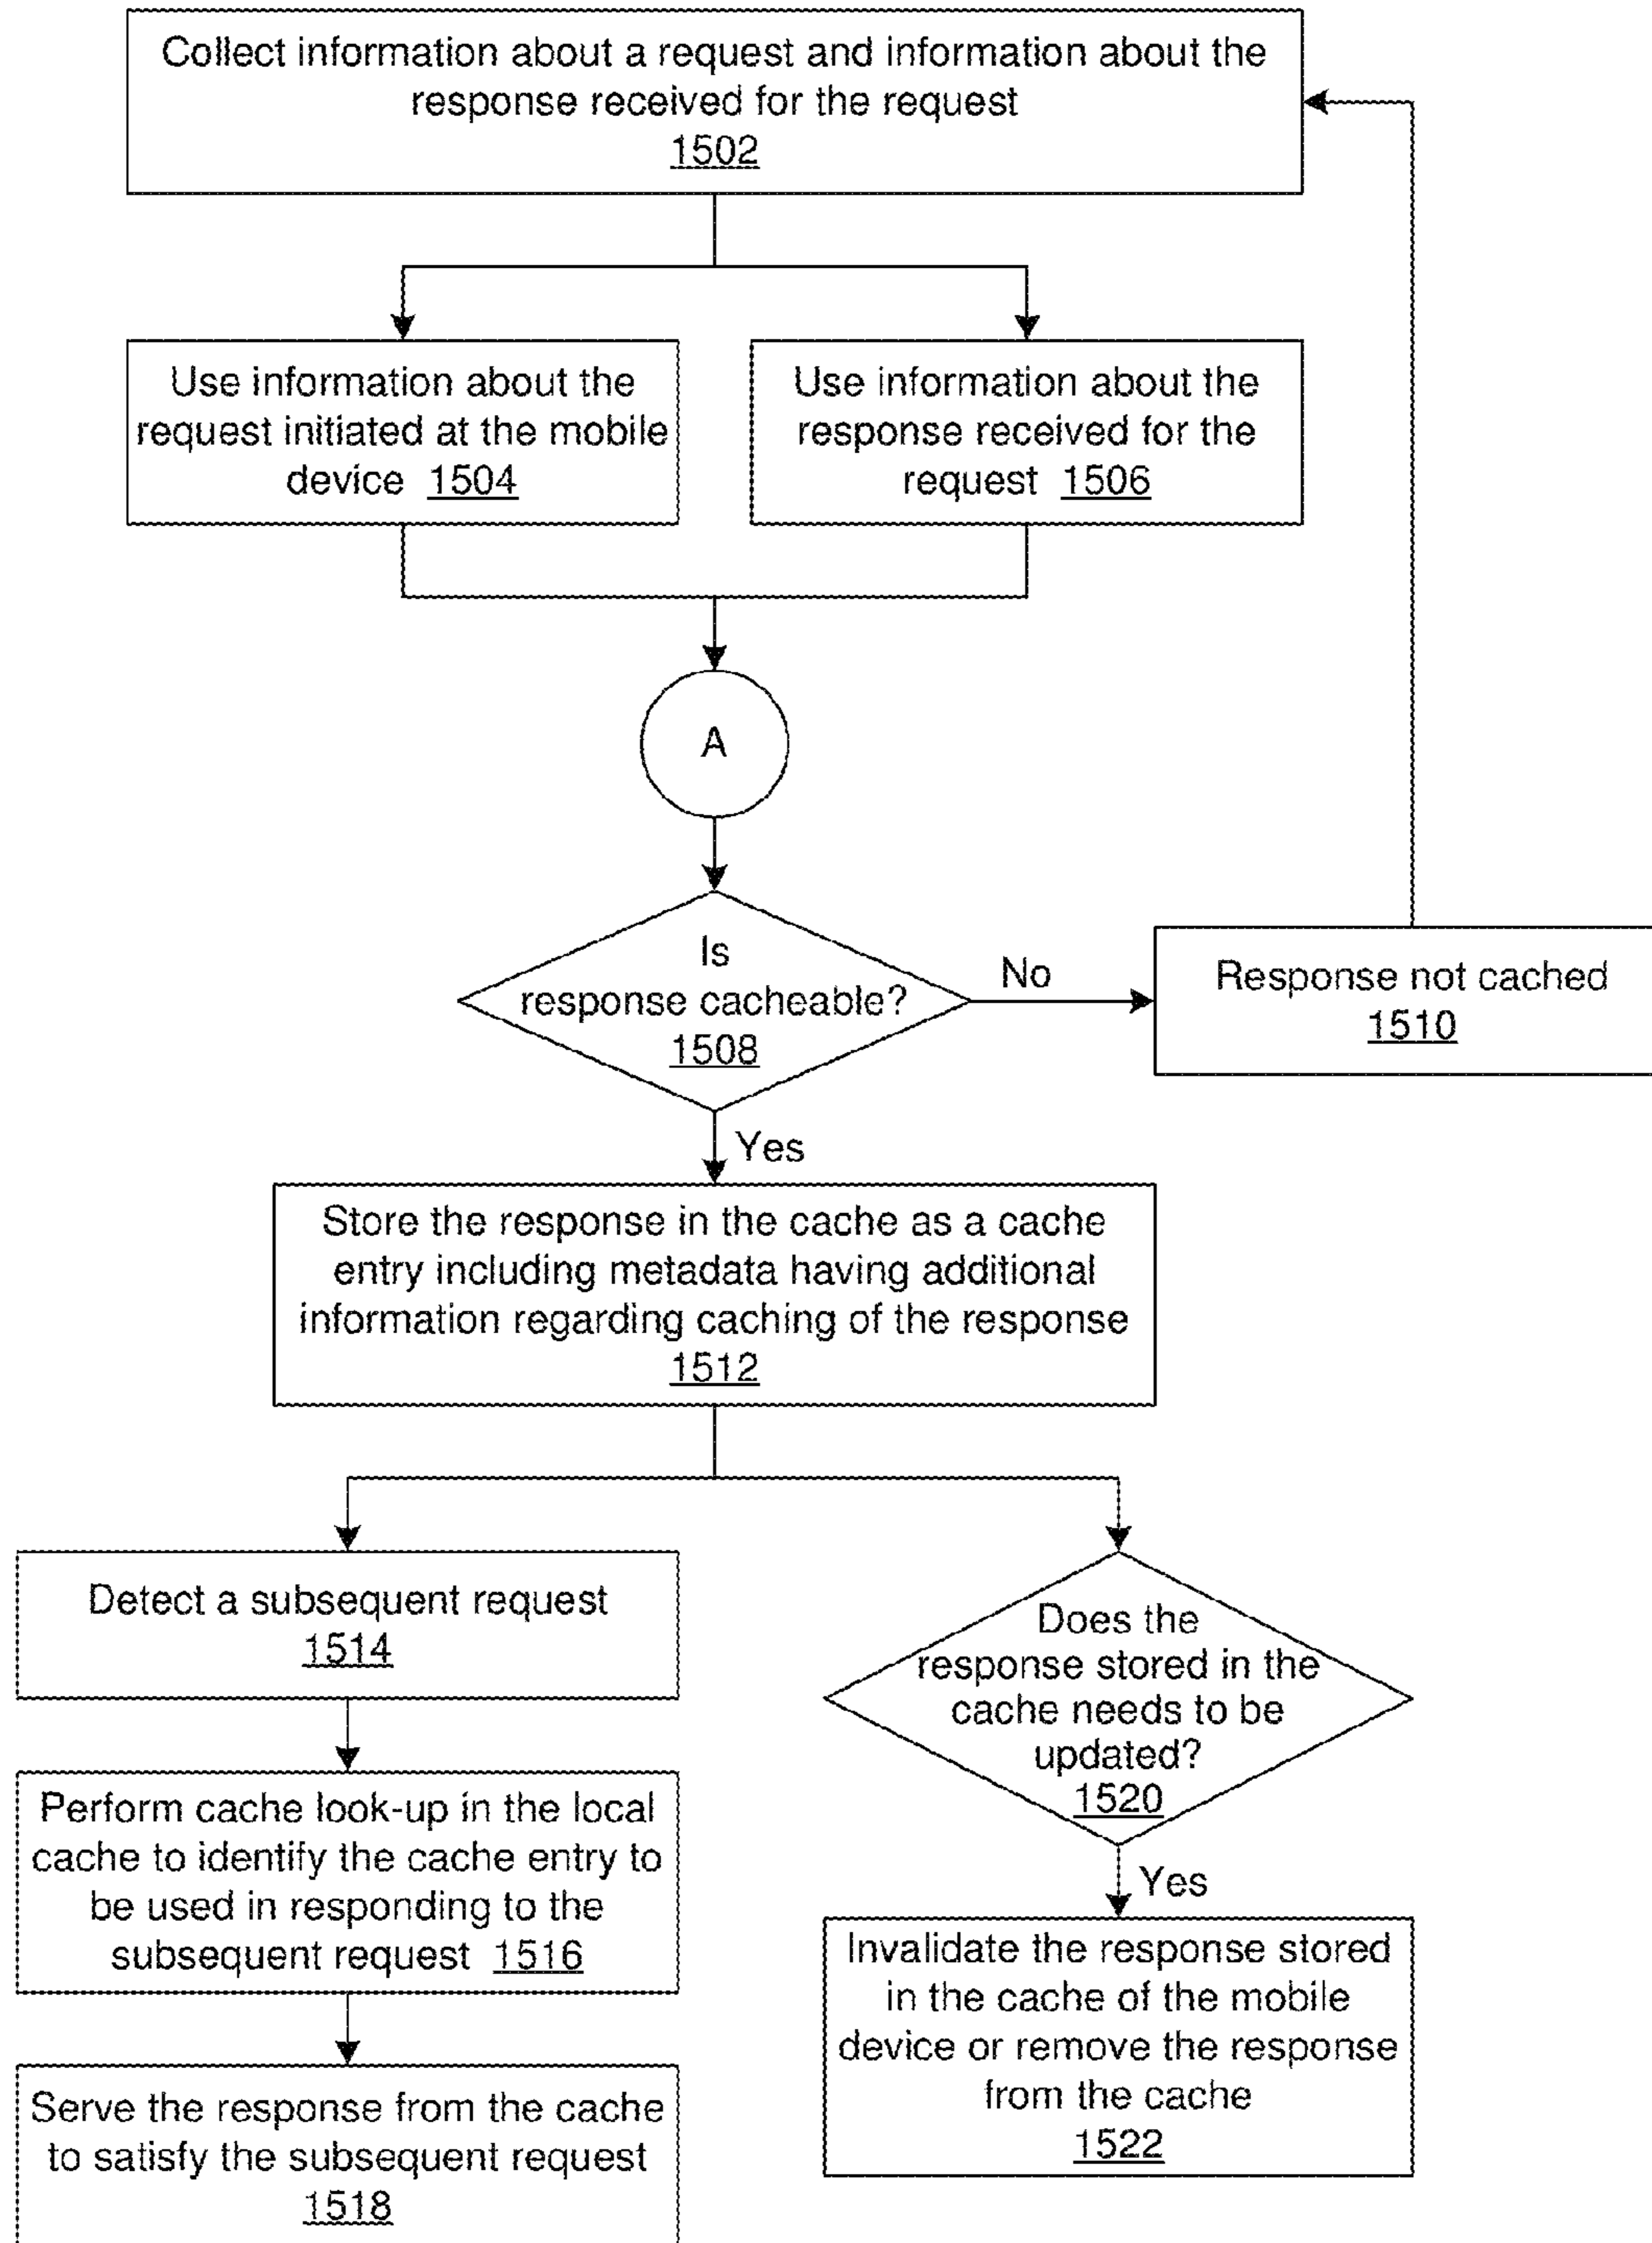 Collect information about a request and information about the
response received for the request
1502
Use information about the
request initiated at the mobile
device 1504
Use information about the
response received for the
request 1506
A
Is
response cacheable?
1508
No
Response not cached
1510
Yes
Store the response in the cache as a cache
entry including metadata having additional
information regarding caching of the response
1512
Detect a subsequent request
1514
Perform cache look-up in the local
cache to identify the cache entry to
be used in responding to the
subsequent request 1516
Serve the response from the cache
to satisfy the subsequent request
1518
Does the
response stored in the
cache needs to be
updated?
1520
Yes
Invalidate the response stored
in the cache of the mobile
device or remove the response
from the cache
1522